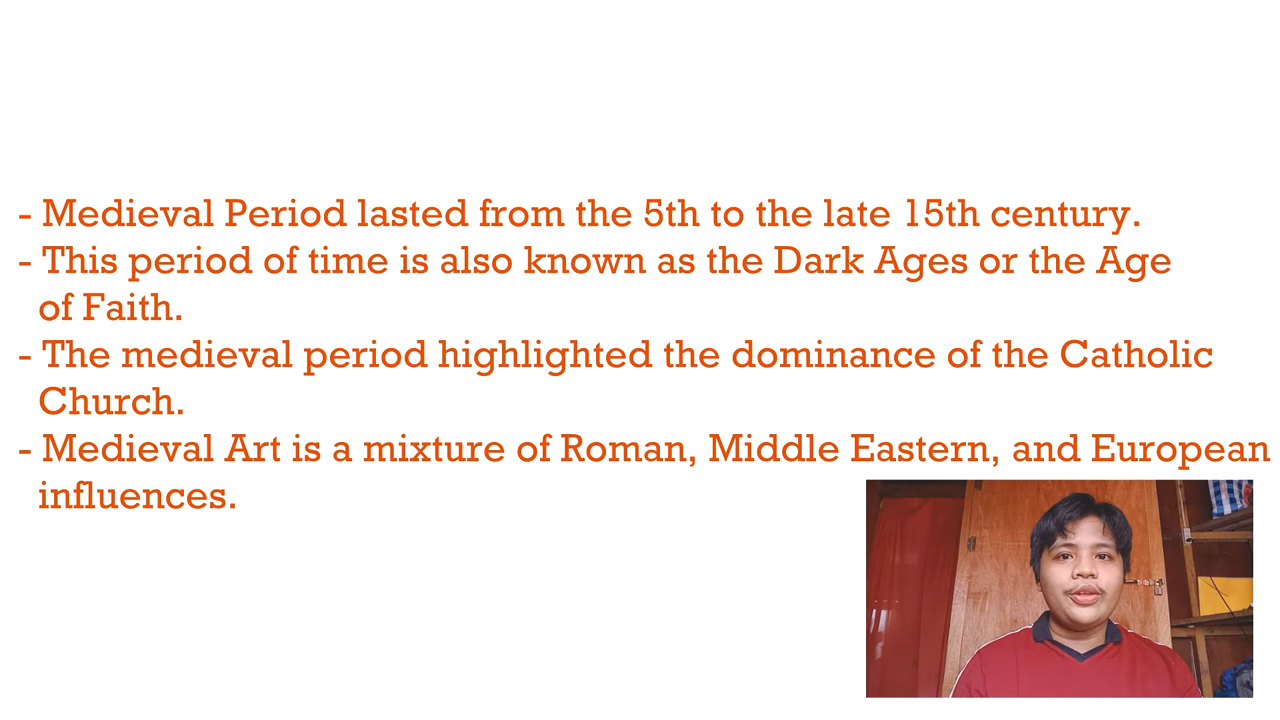 - Medieval Period lasted from the 5th to the late 15th century.
- This period of time is also known as the Dark Ages or the Age
of Faith.
- The medieval period highlighted the dominance of the Catholic
Church.
- Medieval Art is a mixture of Roman, Middle Eastern, and European
influences.